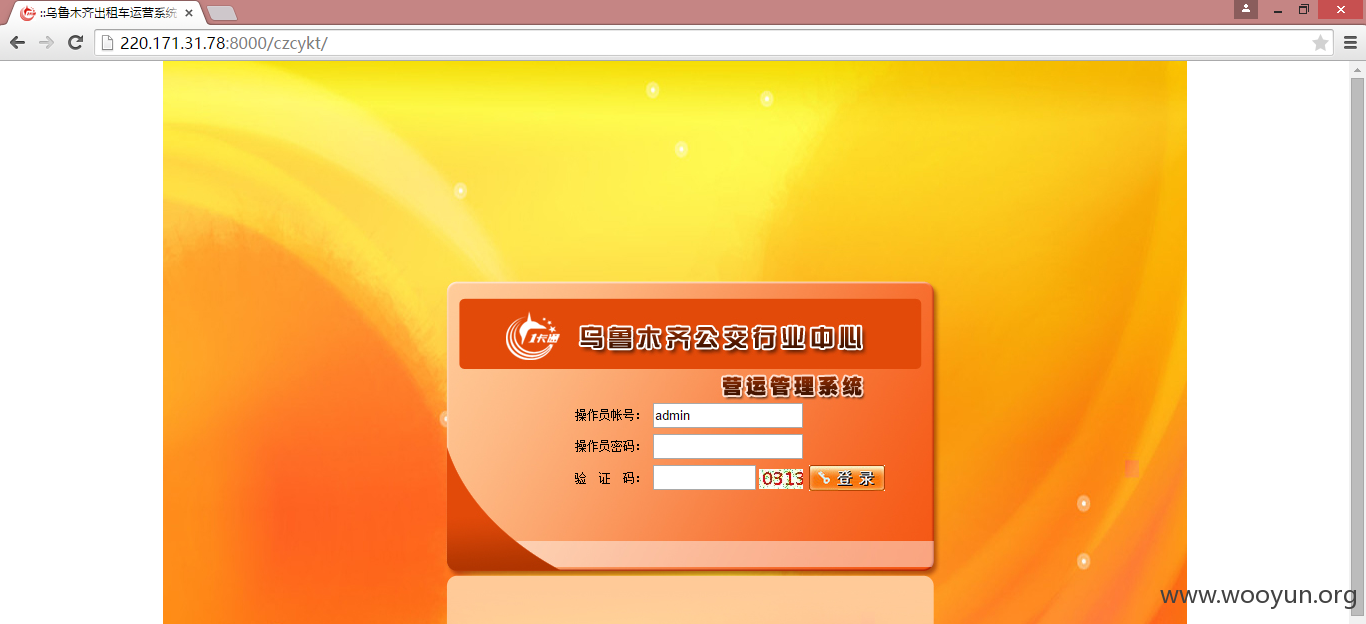 ::乌鲁木齐出租车运营系统
220.171.31.78:8000/czcykt/
1卡通
乌鲁木齐公交行业中心
营运管理系统
操作员帐号： admin
操作员密码：
验 证 码： 0313 登 录
www.wooyun.org